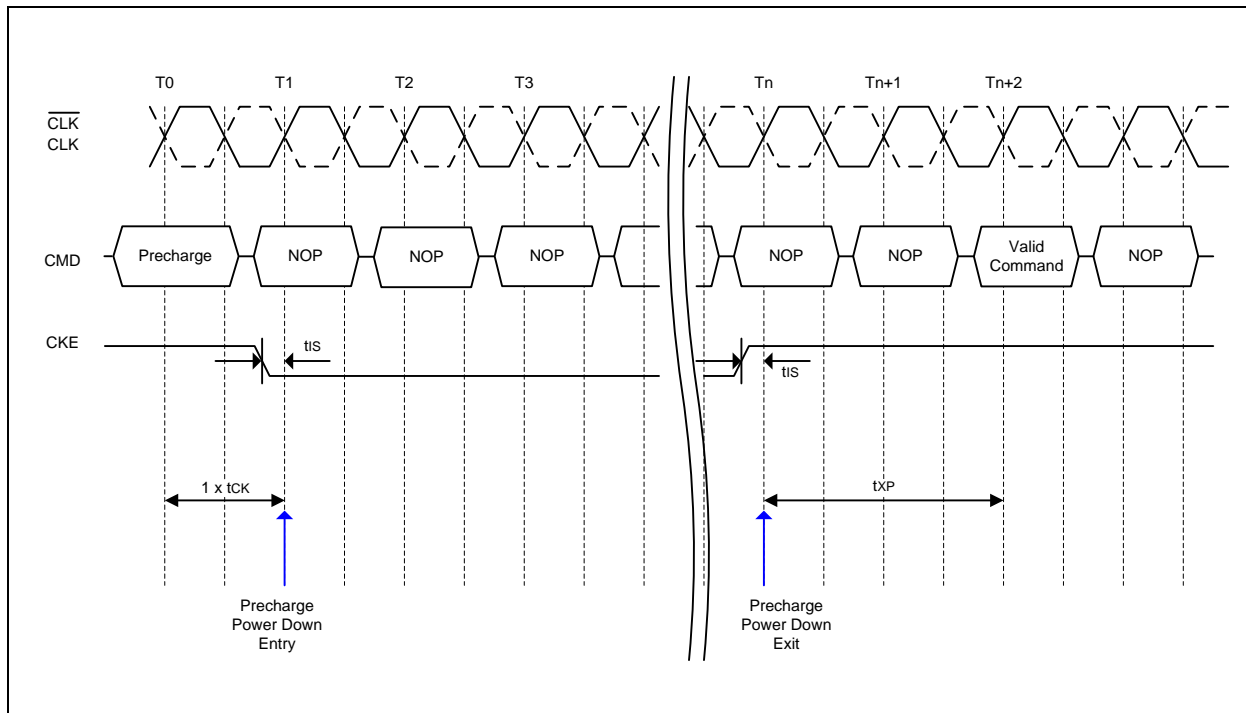 T0 T1 T2 T3 Tn Tn+1 Tn+2
CLK
CLK
CMD Precharge NOP NOP NOP NOP NOP Valid Command NOP
CKE
tIS
tIS
1 x tCK
tXP
Precharge
Power Down
Entry
Precharge
Power Down
Exit